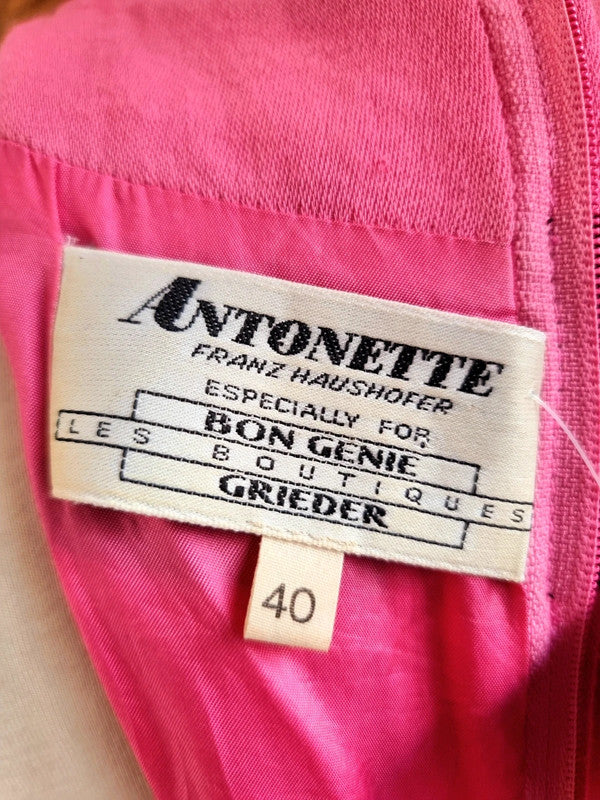 ANTONETTE
FRANZ HAUSHOFER
ESPECIALLY FOR
BON GENIE
LES BOUTIQUES
GRIEDER
40